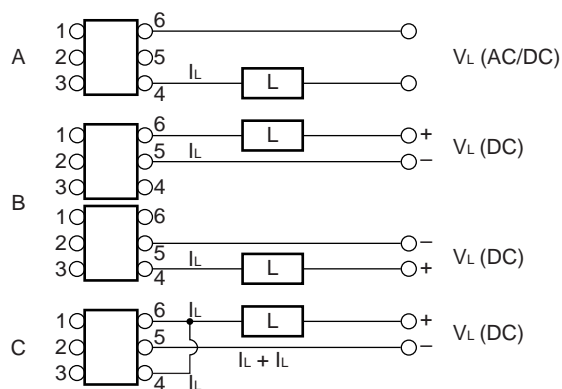 1 6
A 2 5 VL (AC/DC)
3 4 IL L
1 6 L + VL (DC)
2 5 IL –
3 4
B
1 6
2 5 – VL (DC)
3 4 IL L +
1 6 IL L + VL (DC)
C 2 5 IL + IL –
3 4 IL